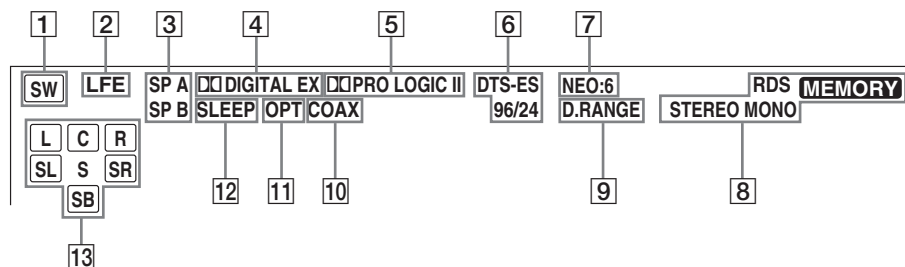 1 2 3 4 5 6 7
SW LFE SP A DIGITAL EX PRO LOGIC II DTS-ES NEO:6 RDS MEMORY
SP B SLEEP OPT COAX 96/24 D.RANGE STEREO MONO
L C R
SL S SR
12 11 10 9 8
SB
13